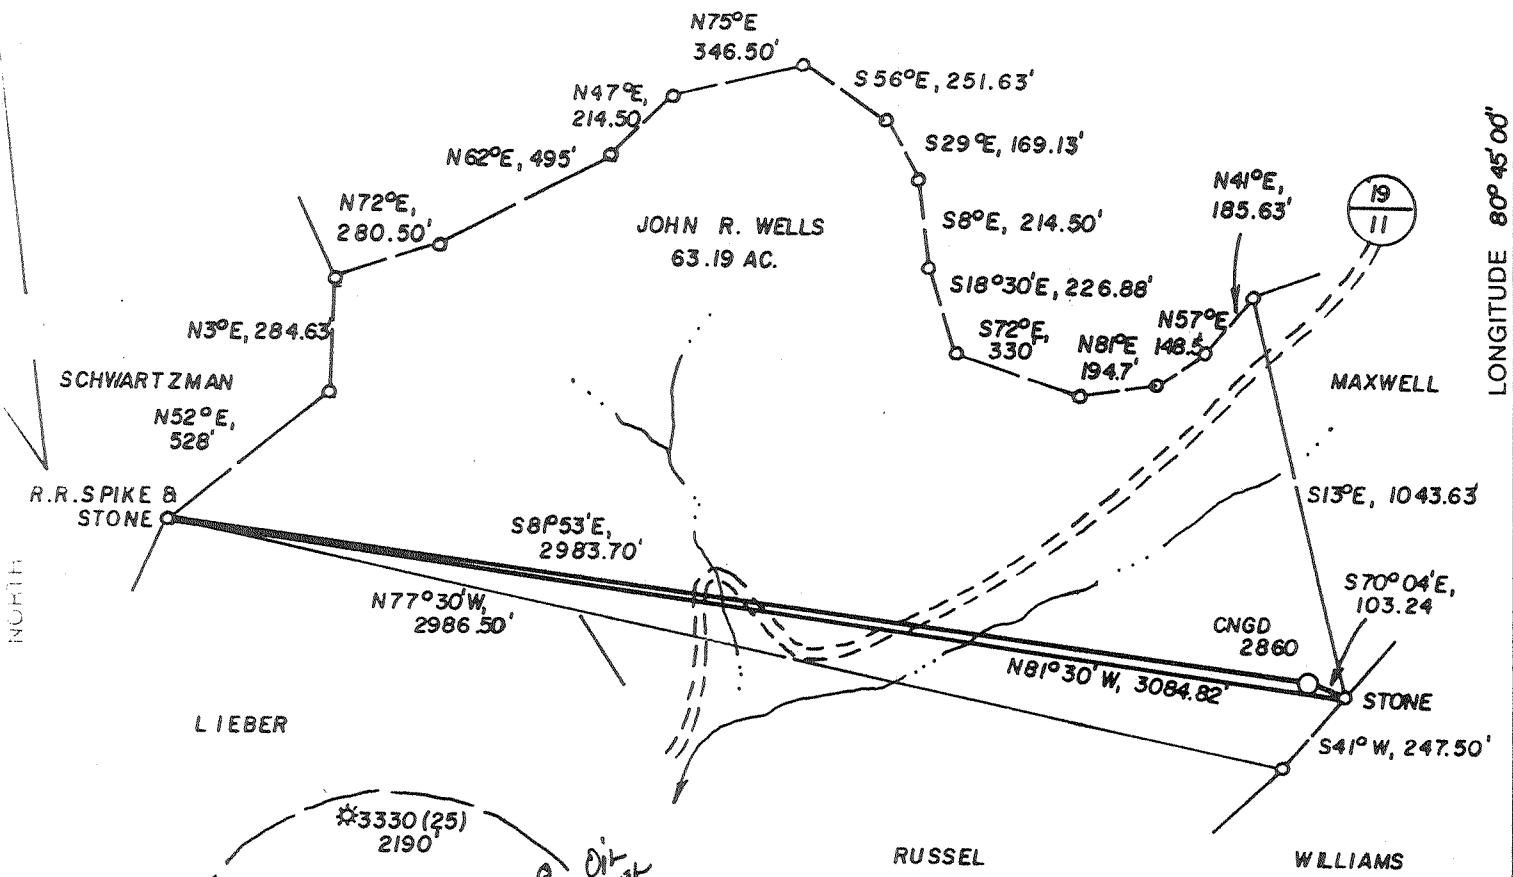 N75°E
346.50'
S56°E, 251.63'
N47°E,
214.50
S29°E, 169.13'
N62°E, 495'
N41°E,
185.63'
19
11
LONGITUDE 80° 45' 00"
N72°E,
280.50'
JOHN R. WELLS
63.19 AC.
S8°E, 214.50'
S18°30'E, 226.88'
N3°E, 284.63'
S72°E,
330'
N81°E
194.7'
N57°E
148.5'
SCHWARTZMAN
MAXWELL
N52°E,
528'
R.R. SPIKE &
STONE
S13°E, 1043.63'
S81°53'E,
2983.70'
NORTH
N77°30'W,
2986.50'
S70°04'E,
103.24
CNGD
2860
N81°30'W, 3084.82'
STONE
LIEBER
S41°W, 247.50'
3330 (25)
2190'
RUSSEL
WILLIAMS